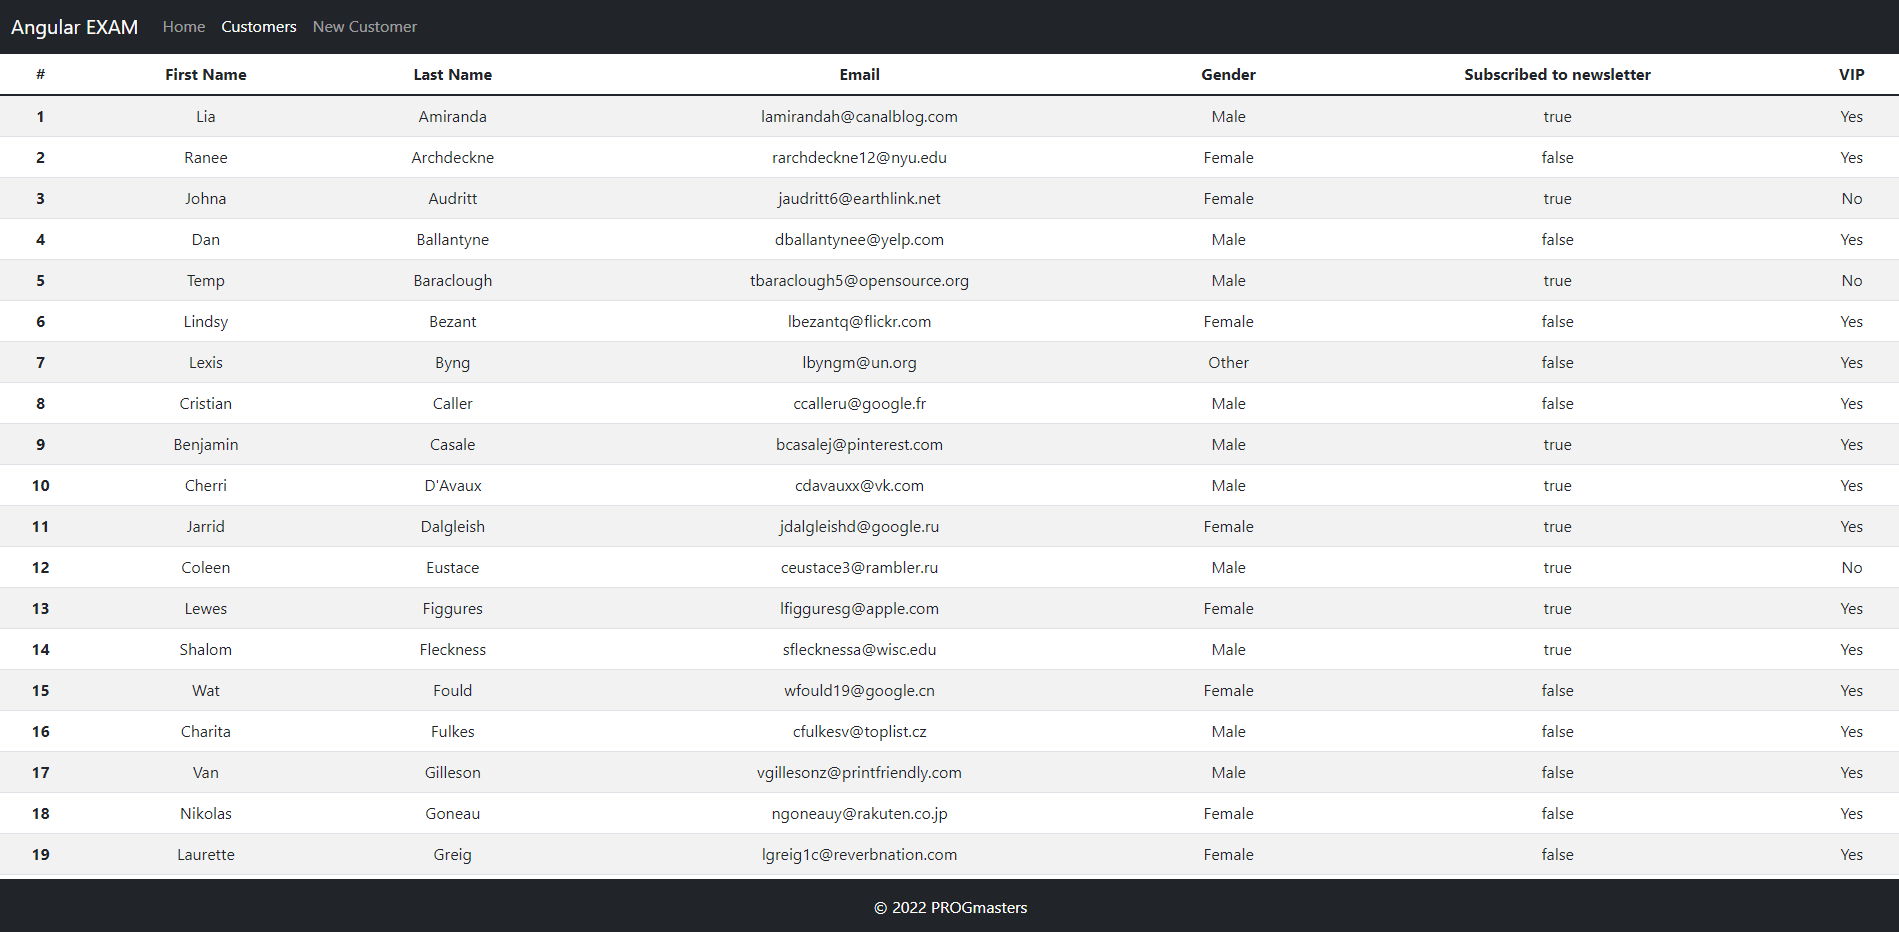 Angular EXAM Home Customers New Customer
# First Name Last Name Email Gender Subscribed to newsletter VIP
1 Lia Amiranda lamirandah@canalblog.com Male true Yes
2 Ranee Archdeckne rarchdeckne12@nyu.edu Female false Yes
3 Johna Audritt jaudritt6@earthlink.net Female true No
4 Dan Ballantyne dballantynee@yelp.com Male false Yes
5 Temp Baraclough tbaraclough5@opensource.org Male true No
6 Lindsy Bezant lbezantq@flickr.com Female false Yes
7 Lexis Byng lbyngm@un.org Other false Yes
8 Cristian Caller ccalleru@google.fr Male false Yes
9 Benjamin Casale bcasalej@pinterest.com Male true Yes
10 Cherri D'Avaux cdavauxx@vk.com Male true Yes
11 Jarrid Dalgleish jdalgleishd@google.ru Female true Yes
12 Coleen Eustace ceustace3@rambler.ru Male true No
13 Lewes Figgures lfigguresg@apple.com Female true Yes
14 Shalom Fleckness sflecknessa@wisc.edu Male true Yes
15 Wat Fould wfould19@google.cn Female false Yes
16 Charita Fulkes cfulkesv@toplist.cz Male false Yes
17 Van Gilleson vgillesonz@printfriendly.com Male false Yes
18 Nikolas Goneau ngoneauy@rakuten.co.jp Female false Yes
19 Laurette Greig lgreig1c@reverbnation.com Female false Yes
© 2022 PROGmasters